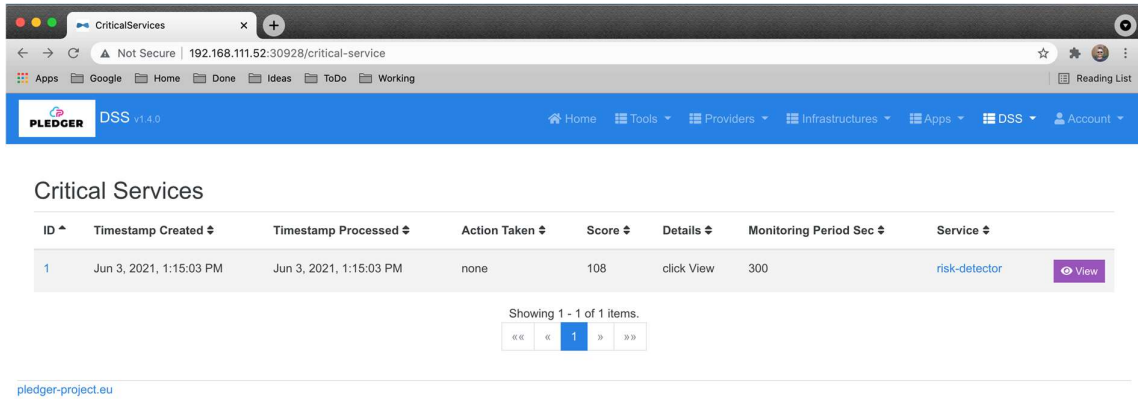 CriticalServices
Not Secure | 192.168.111.52:30928/critical-service
Apps Google Home Done Ideas ToDo Working Reading List
PLEDGER DSS v1.4.0 Home Tools Providers Infrastructures Apps DSS Account
Critical Services
ID Timestamp Created Timestamp Processed Action Taken Score Details Monitoring Period Sec Service
1 Jun 3, 2021, 1:15:03 PM Jun 3, 2021, 1:15:03 PM none 108 click View 300 risk-detector View
Showing 1 - 1 of 1 items.
«« « 1 » »»
pledger-project.eu